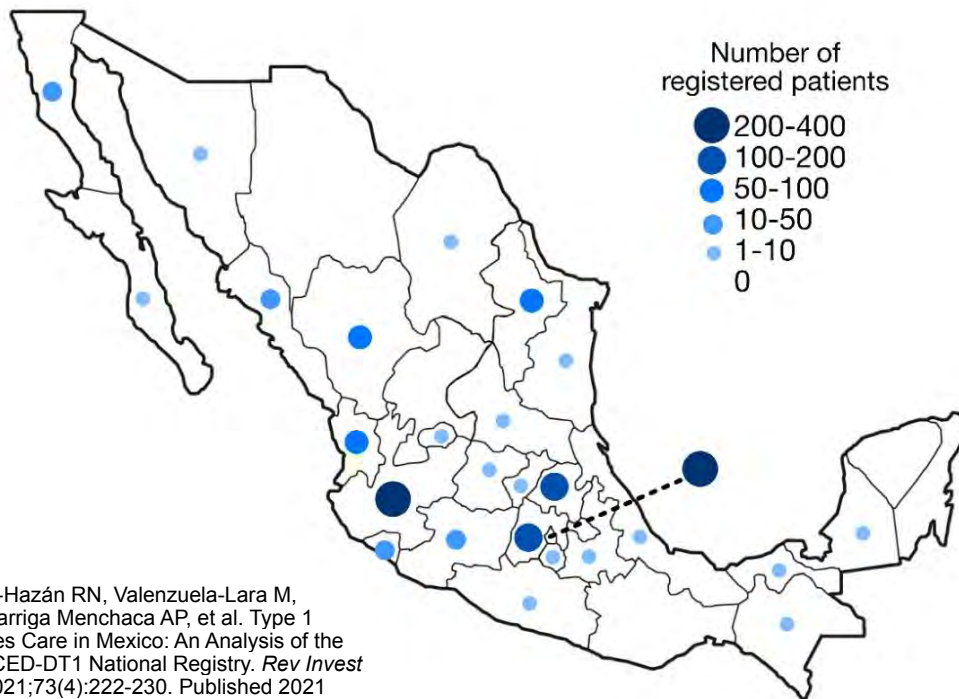 Number of
registered patients
200-400
100-200
50-100
10-50
1-10
0
-Hazán RN, Valenzuela-Lara M,
arriga Menchaca AP, et al. Type 1
es Care in Mexico: An Analysis of the
CED-DT1 National Registry. Rev Invest
021;73(4):222-230. Published 2021